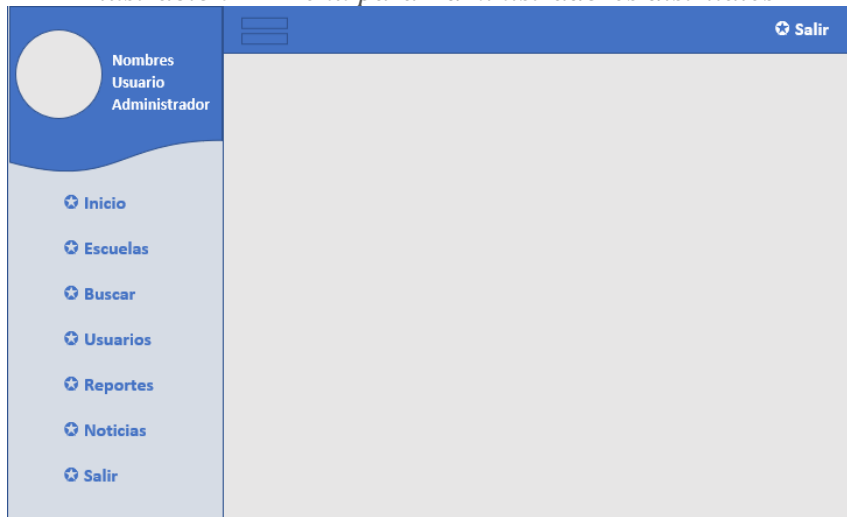 Salir
Nombres
Usuario
Administrador
Inicio
Escuelas
Buscar
Usuarios
Reportes
Noticias
Salir